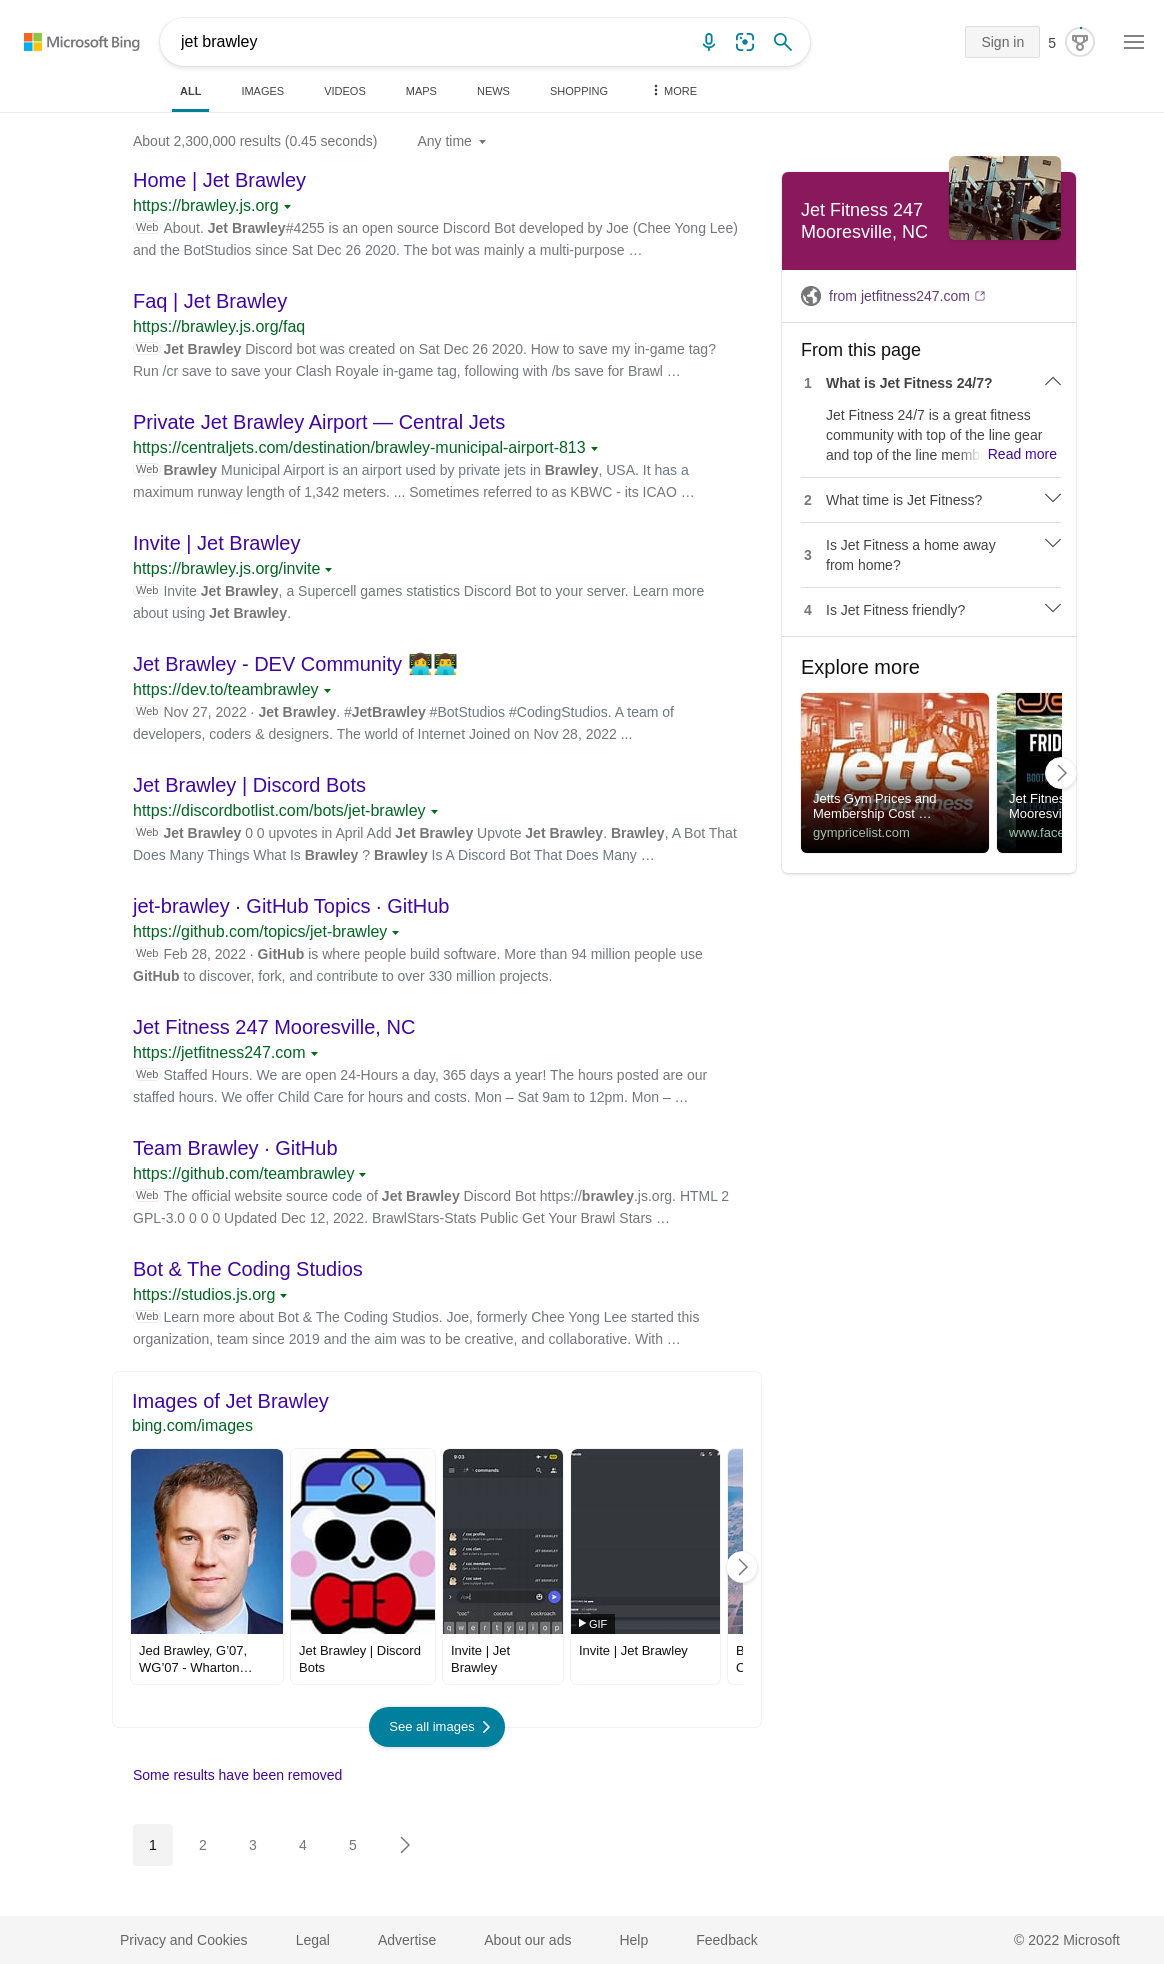 Microsoft Bing
jet brawley
Sign in
5
ALL
IMAGES
VIDEOS
MAPS
NEWS
SHOPPING
MORE
About 2,300,000 results (0.45 seconds)
Any time
Home | Jet Brawley
https://brawley.js.org
Web About. Jet Brawley#4255 is an open source Discord Bot developed by Joe (Chee Yong Lee)
and the BotStudios since Sat Dec 26 2020. The bot was mainly a multi-purpose …
Faq | Jet Brawley
https://brawley.js.org/faq
Web Jet Brawley Discord bot was created on Sat Dec 26 2020. How to save my in-game tag?
Run /cr save to save your Clash Royale in-game tag, following with /bs save for Brawl …
Private Jet Brawley Airport — Central Jets
https://centraljets.com/destination/brawley-municipal-airport-813
Web Brawley Municipal Airport is an airport used by private jets in Brawley, USA. It has a
maximum runway length of 1,342 meters. ... Sometimes referred to as KBWC - its ICAO …
Invite | Jet Brawley
https://brawley.js.org/invite
Web Invite Jet Brawley, a Supercell games statistics Discord Bot to your server. Learn more
about using Jet Brawley.
Jet Brawley - DEV Community 👩‍💻👨‍💻
https://dev.to/teambrawley
Web Nov 27, 2022 · Jet Brawley. #JetBrawley #BotStudios #CodingStudios. A team of
developers, coders & designers. The world of Internet Joined on Nov 28, 2022 ...
Jet Brawley | Discord Bots
https://discordbotlist.com/bots/jet-brawley
Web Jet Brawley 0 0 upvotes in April Add Jet Brawley Upvote Jet Brawley. Brawley, A Bot That
Does Many Things What Is Brawley ? Brawley Is A Discord Bot That Does Many …
jet-brawley · GitHub Topics · GitHub
https://github.com/topics/jet-brawley
Web Feb 28, 2022 · GitHub is where people build software. More than 94 million people use
GitHub to discover, fork, and contribute to over 330 million projects.
Jet Fitness 247 Mooresville, NC
https://jetfitness247.com
Web Staffed Hours. We are open 24-Hours a day, 365 days a year! The hours posted are our
staffed hours. We offer Child Care for hours and costs. Mon – Sat 9am to 12pm. Mon – …
Team Brawley · GitHub
https://github.com/teambrawley
Web The official website source code of Jet Brawley Discord Bot https://brawley.js.org. HTML 2
GPL-3.0 0 0 0 Updated Dec 12, 2022. BrawlStars-Stats Public Get Your Brawl Stars …
Bot & The Coding Studios
https://studios.js.org
Web Learn more about Bot & The Coding Studios. Joe, formerly Chee Yong Lee started this
organization, team since 2019 and the aim was to be creative, and collaborative. With …
Images of Jet Brawley
bing.com/images
9:03
commands
/ coc profile
JET BRAWLEY
/ coc clan
JET BRAWLEY
/ coc members
JET BRAWLEY
/ coc save
JET BRAWLEY
/coc
"coc"
coconut
cockroach
q w e r t y u i o p
GIF
Jed Brawley, G’07,
WG’07 - Wharton…
Jet Brawley | Discord
Bots
Invite | Jet
Brawley
Invite | Jet Brawley
B
C
See all images
Some results have been removed
1
2
3
4
5
Jet Fitness 247
Mooresville, NC
from jetfitness247.com
From this page
1 What is Jet Fitness 24/7?
Jet Fitness 24/7 is a great fitness
community with top of the line gear
and top of the line memb Read more
2 What time is Jet Fitness?
3 Is Jet Fitness a home away
from home?
4 Is Jet Fitness friendly?
Explore more
jetts
24 hour fitness
Jetts Gym Prices and
Membership Cost …
gympricelist.com
FRID
BOOT
Jet Fitnes
Mooresvi
www.face
Privacy and Cookies
Legal
Advertise
About our ads
Help
Feedback
© 2022 Microsoft